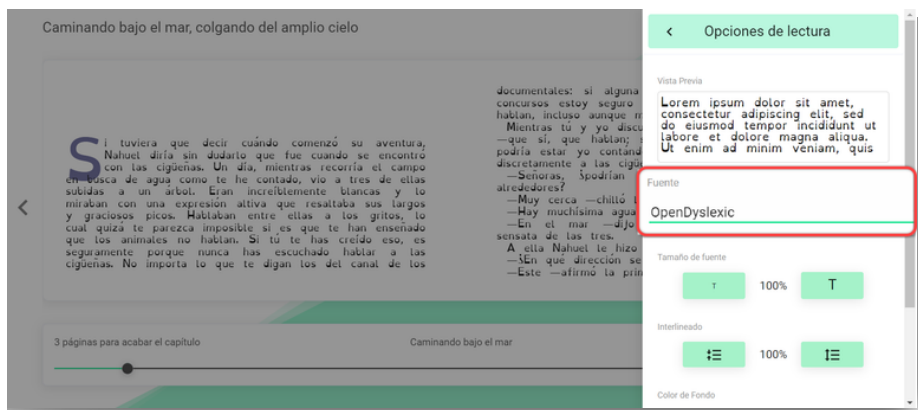 Caminando bajo el mar, colgando del amplio cielo
Si tuviera que decir cuándo comenzó su aventura,
Nahuel diría sin dudarlo que fue cuando se encontró
con las cigüeñas. Un día, mientras recorría el campo
en busca de agua como te he contado, vio a tres de ellas
subidas a un árbol. Eran increíblemente blancas y lo
miraban con una expresión altiva que resaltaba sus largos
y graciosos picos. Hablaban entre ellas a los gritos, lo
cual quizá te parezca imposible si es que te han enseñado
que los animales no hablan. Si tú te has creído eso, es
seguramente porque nunca has escuchado hablar a las
cigüeñas. No importa lo que te digan los del canal de los
documentales: si alguna
concursos estoy seguro
hablan, incluso aunque
Mientras tú y yo discu
—que sí, que hablan;
podría estar yo contánd
discretamente a las cigü
—Señoras, ¿podrían
alrededores?
—Muy cerca —chilló
—Hay muchísima agua
—En el mar —dijo
sensata de las tres.
A ella Nahuel le hizo
—¿En qué dirección se
—Este —afirmó la prin
3 páginas para acabar el capítulo
Caminando bajo el mar
Opciones de lectura
Vista Previa
Lorem ipsum dolor sit amet,
consectetur adipiscing elit, sed
do eiusmod tempor incididunt ut
labore et dolore magna aliqua.
Ut enim ad minim veniam, quis
Fuente
OpenDyslexic
Tamaño de fuente
T 100% T
Interlineado
100%
Color de Fondo